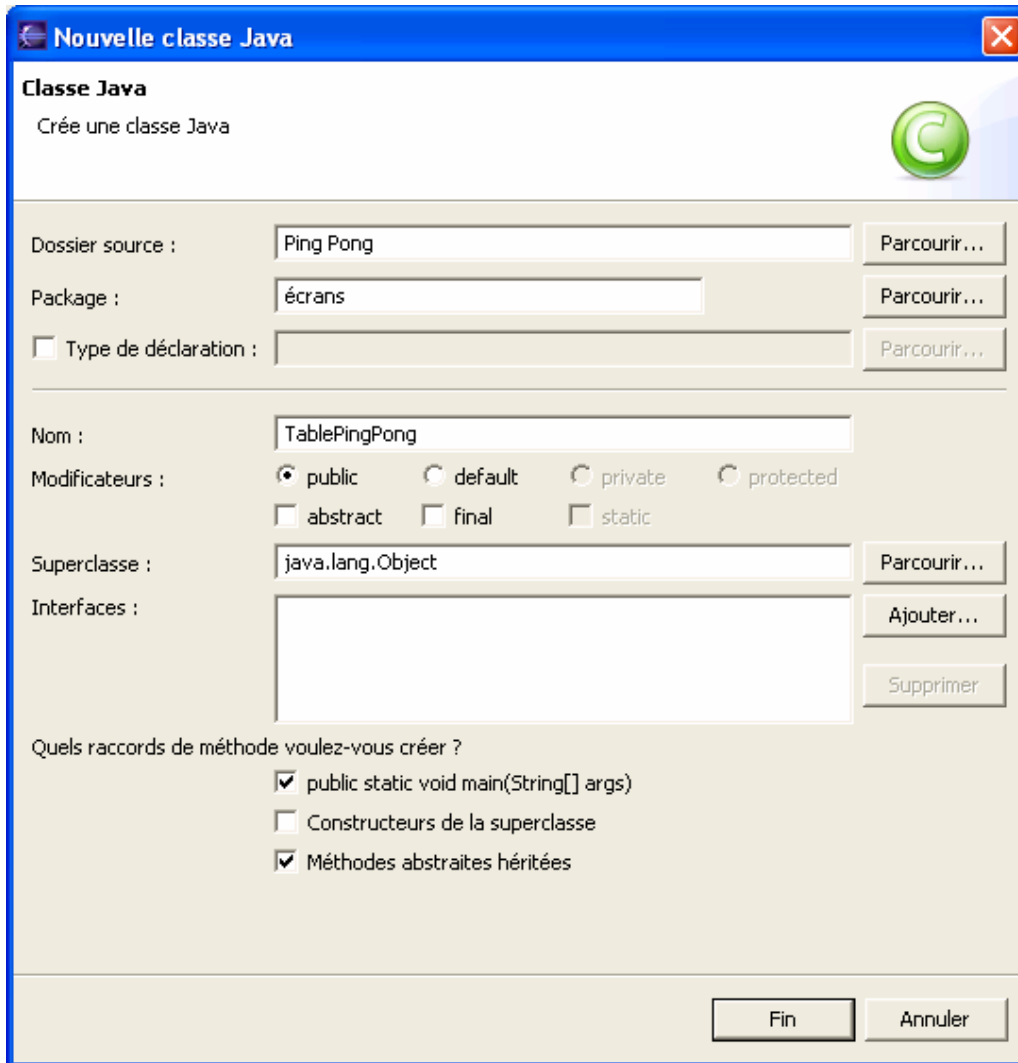 Nouvelle classe Java
Classe Java
Crée une classe Java
Dossier source : Ping Pong Parcourir...
Package : écrans Parcourir...
Type de déclaration : Parcourir...
Nom : TablePingPong
Modificateurs : public default private protected
abstract final static
Superclasse : java.lang.Object Parcourir...
Interfaces : Ajouter...
Supprimer
Quels raccords de méthode voulez-vous créer ?
public static void main(String[] args)
Constructeurs de la superclasse
Méthodes abstraites héritées
Fin Annuler